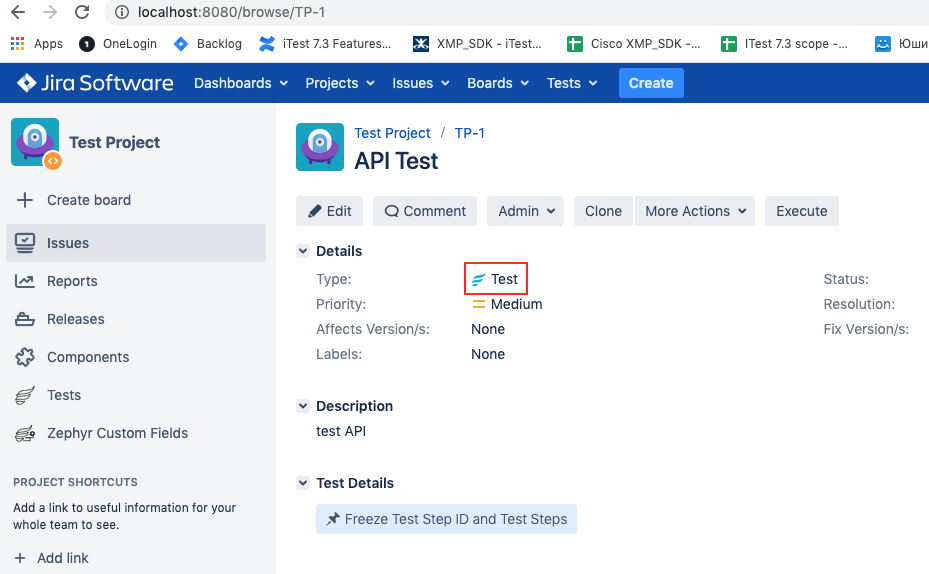 localhost:8080/browse/TP-1
Apps 1 OneLogin Backlog iTest 7.3 Features... XMP_SDK - iTest... Cisco XMP_SDK -... ITest 7.3 scope -... Юши
Jira Software Dashboards Projects Issues Boards Tests Create
Test Project
Create board
Issues
Reports
Releases
Components
Tests
Zephyr Custom Fields
PROJECT SHORTCUTS
Add a link to useful information for your
whole team to see.
+ Add link
Test Project / TP-1
API Test
Edit Comment Admin Clone More Actions Execute
Details
Type: Test Status:
Priority: Medium Resolution:
Affects Version/s: None Fix Version/s:
Labels: None
Description
test API
Test Details
Freeze Test Step ID and Test Steps